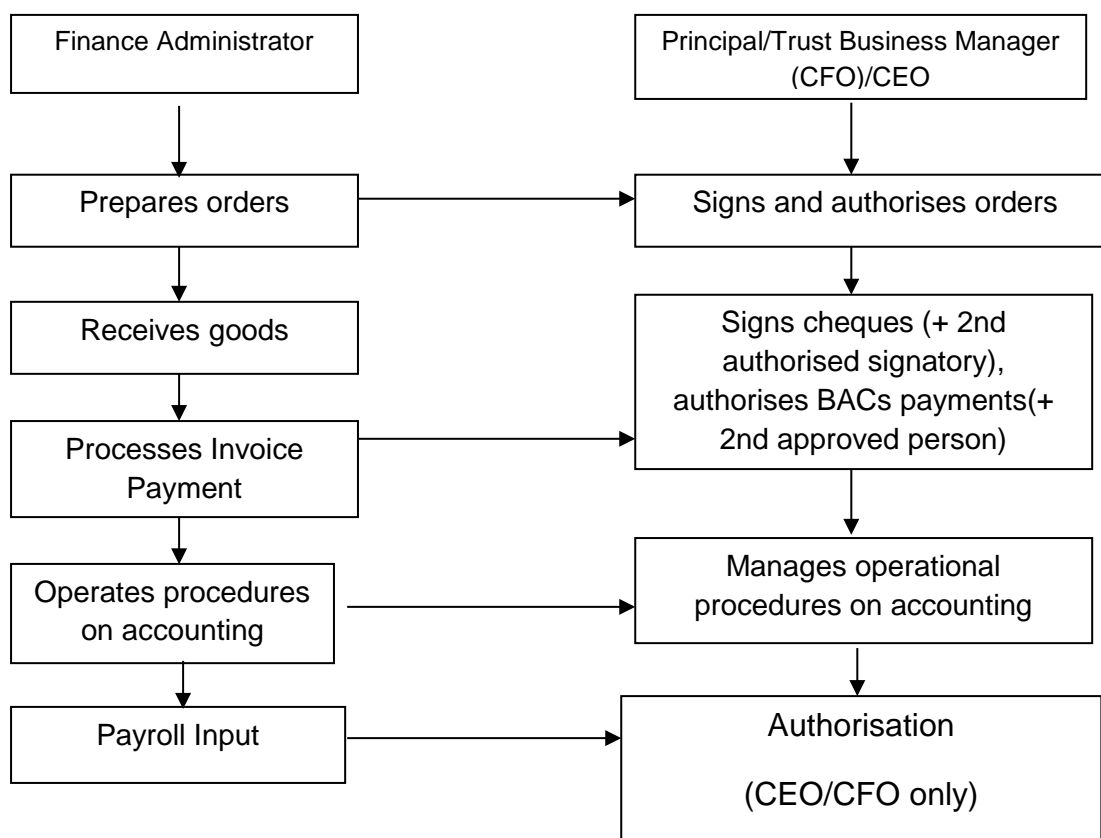 Finance Administrator
Principal/Trust Business Manager
(CFO)/CEO
Prepares orders
Signs and authorises orders
Receives goods
Signs cheques (+ 2nd
authorised signatory),
authorises BACs payments(+
2nd approved person)
Processes Invoice
Payment
Operates procedures
on accounting
Manages operational
procedures on accounting
Payroll Input
Authorisation
(CEO/CFO only)